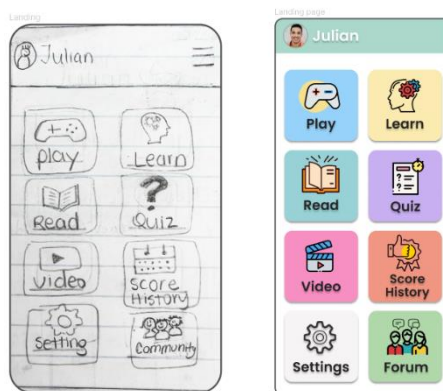 Landing
Julian
play
Learn
Read
Quiz
video
score
History
setting
Community
Landing page
Julian
Play
Learn
Read
Quiz
Video
Score
History
Settings
Forum